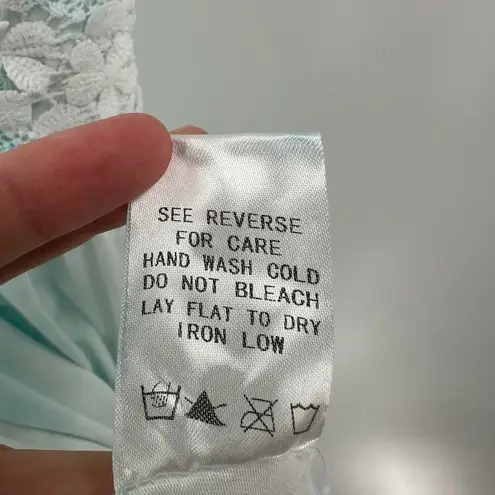 SEE REVERSE
FOR CARE
HAND WASH COLD
DO NOT BLEACH
LAY FLAT TO DRY
IRON LOW